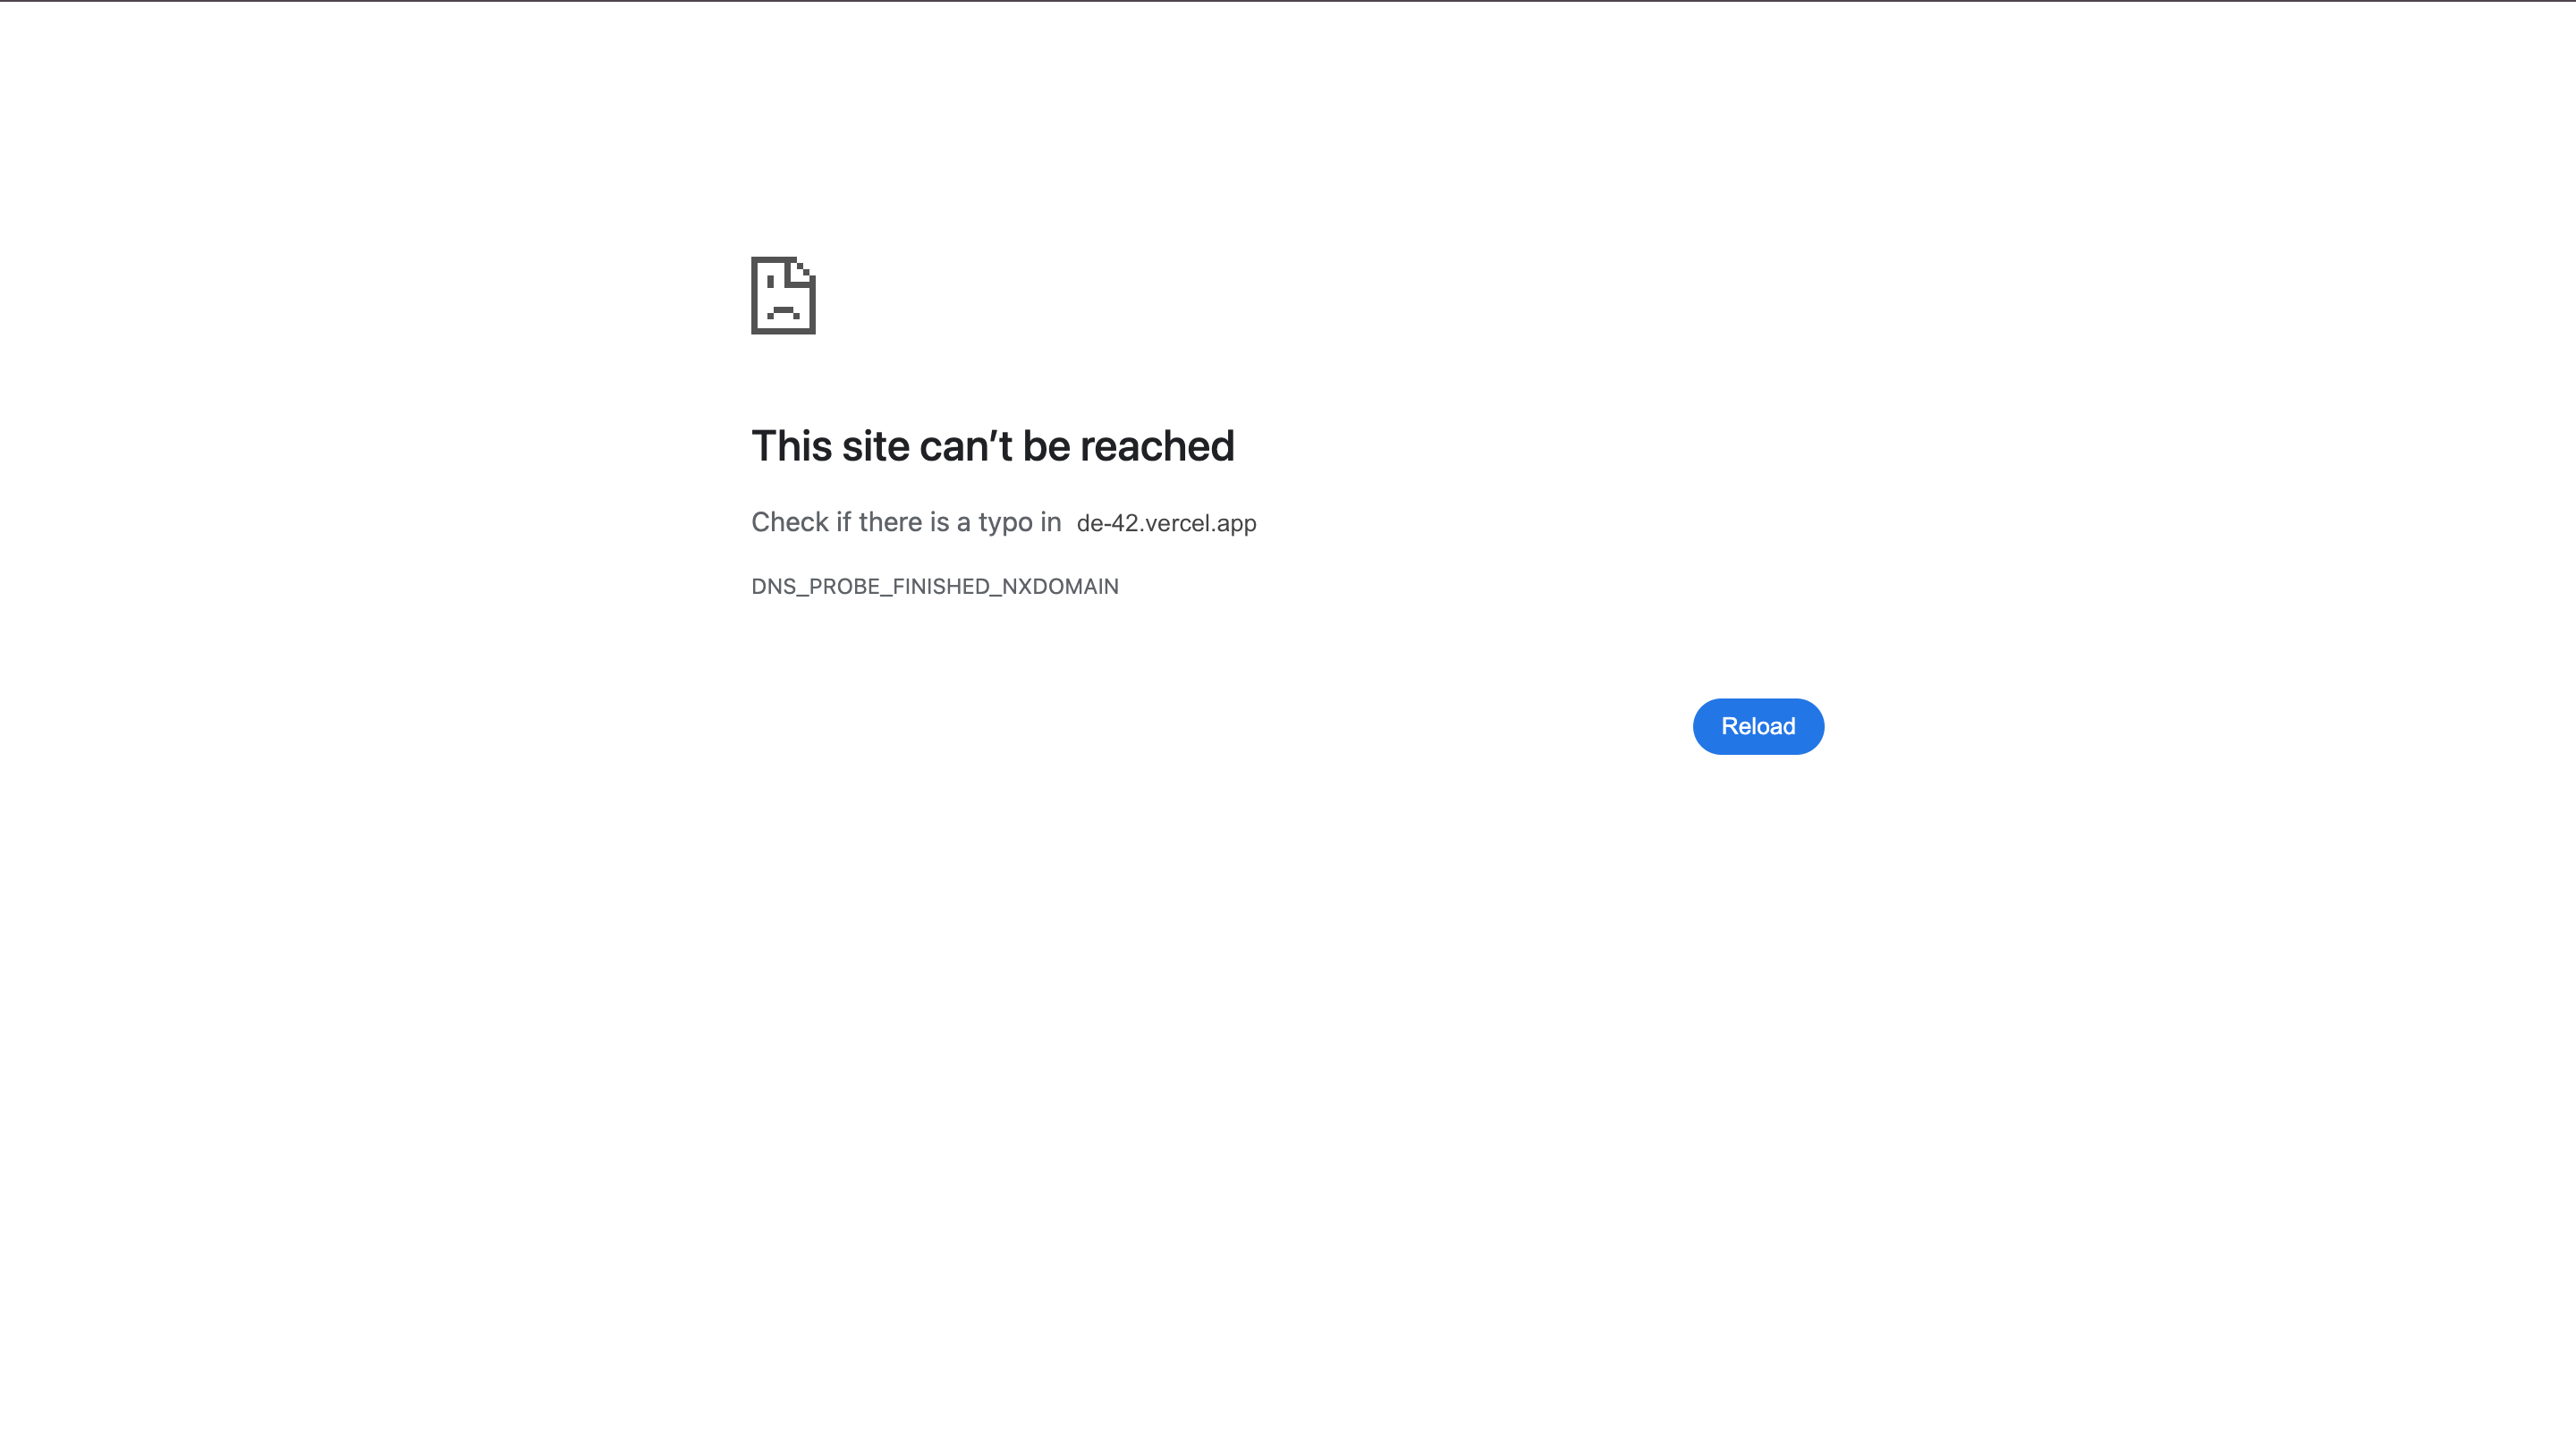 This site can’t be reached
Check if there is a typo in de-42.vercel.app
DNS_PROBE_FINISHED_NXDOMAIN
Reload